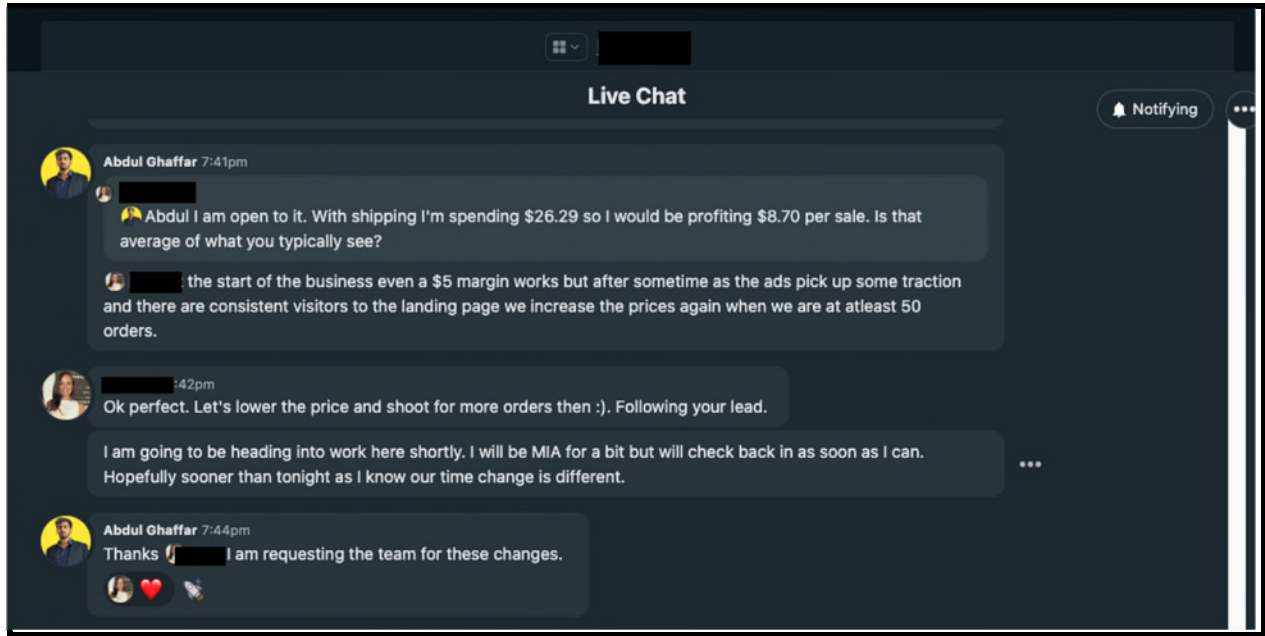 Live Chat
Notifying
Abdul Ghaffar 7:41pm
Abdul I am open to it. With shipping I'm spending $26.29 so I would be profiting $8.70 per sale. Is that
average of what you typically see?
the start of the business even a $5 margin works but after sometime as the ads pick up some traction
and there are consistent visitors to the landing page we increase the prices again when we are at atleast 50
orders.
:42pm
Ok perfect. Let's lower the price and shoot for more orders then :). Following your lead.
I am going to be heading into work here shortly. I will be MIA for a bit but will check back in as soon as I can.
Hopefully sooner than tonight as I know our time change is different.
Abdul Ghaffar 7:44pm
Thanks I am requesting the team for these changes.